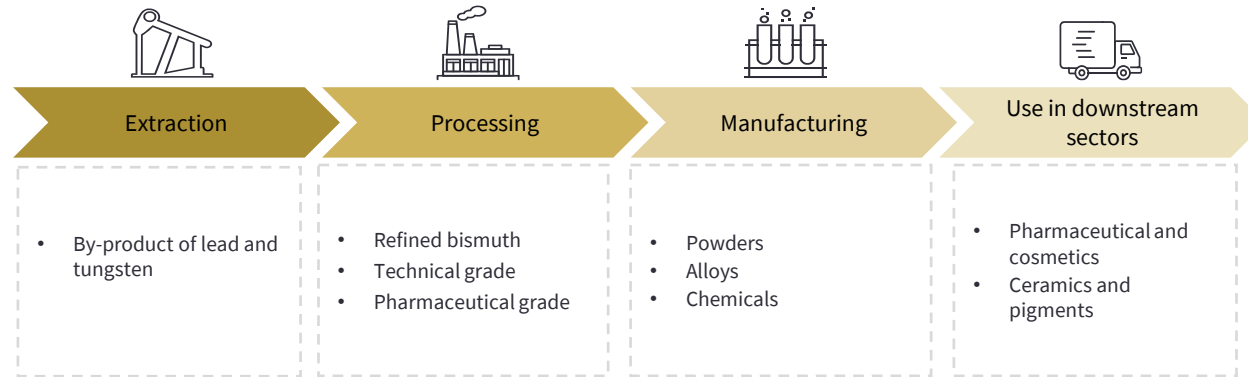 Extraction
Processing
Manufacturing
Use in downstream
sectors
• By-product of lead and
tungsten
• Refined bismuth
• Technical grade
• Pharmaceutical grade
• Powders
• Alloys
• Chemicals
• Pharmaceutical and
cosmetics
• Ceramics and
pigments